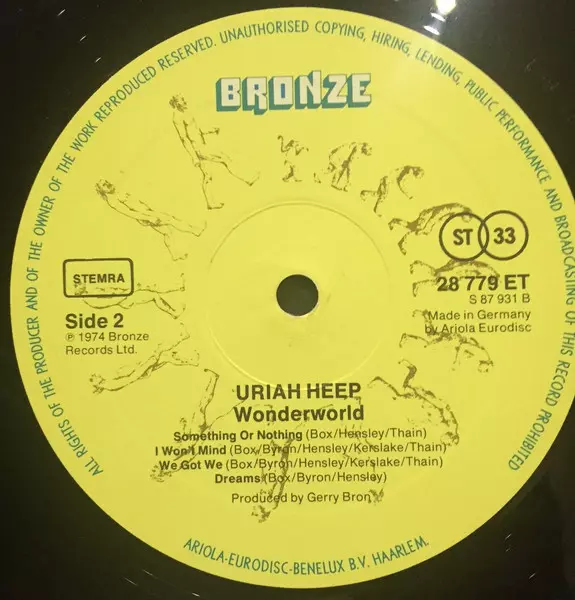 ALL RIGHTS OF THE PRODUCER AND OF THE OWNER OF THE WORK REPRODUCED RESERVED. UNAUTHORISED COPYING, HIRING, LENDING, PUBLIC PERFORMANCE AND BROADCASTING OF THIS RECORD PROHIBITED
BRONZE
ST 33
STEMRA
28 779 ET
S 87 931 B
Side 2
Made in Germany
by Ariola Eurodisc
℗ 1974 Bronze
Records Ltd.
URIAH HEEP
Wonderworld
Something Or Nothing (Box/Hensley/Thain)
I Won't Mind (Box/Byron/Hensley/Kerslake/Thain)
We Got We (Box/Byron/Hensley/Kerslake/Thain)
Dreams (Box/Byron/Hensley)
Produced by Gerry Bron
ARIOLA-EURODISC-BENELUX B.V. HAARLEM.